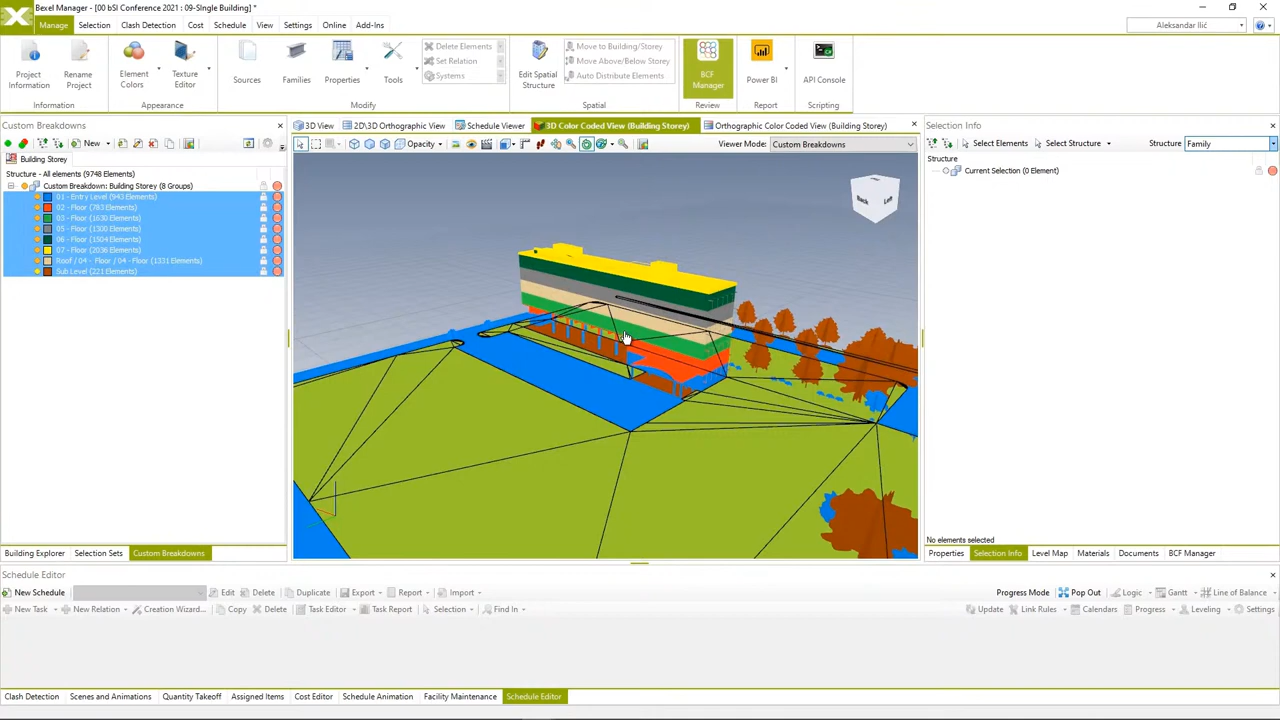 Bexel Manager - [00 bSI Conference 2021 : 09-SIngle Building] *
Manage Selection Clash Detection Cost Schedule View Settings Online Add-Ins
Aleksandar Ilić
Project Information
Rename Project
Information
Element Colors
Texture Editor
Appearance
Sources
Families
Properties
Tools
Delete Elements
Set Relation
Systems
Modify
Edit Spatial Structure
Move to Building/Storey
Move Above/Below Storey
Auto Distribute Elements
Spatial
BCF Manager
Review
Power BI
Report
API Console
Scripting
Custom Breakdowns
New
Building Storey
Structure - All elements (9748 Elements)
Custom Breakdown: Building Storey (8 Groups)
01 - Entry Level (943 Elements)
02 - Floor (783 Elements)
03 - Floor (1630 Elements)
05 - Floor (1300 Elements)
06 - Floor (1504 Elements)
07 - Floor (2036 Elements)
Roof / 04 - Floor / 04 - Floor (1331 Elements)
Sub Level (221 Elements)
Building Explorer Selection Sets Custom Breakdowns
3D View 2D\3D Orthographic View Schedule Viewer 3D Color Coded View (Building Storey) Orthographic Color Coded View (Building Storey)
Opacity
Viewer Mode: Custom Breakdowns
Back Left
Selection Info
Select Elements Select Structure Structure Family
Structure
Current Selection (0 Element)
No elements selected
Properties Selection Info Level Map Materials Documents BCF Manager
Schedule Editor
New Schedule Edit Delete Duplicate Export Report Import Progress Mode Pop Out Logic Gantt Line of Balance
New Task New Relation Creation Wizard... Copy Delete Task Editor Task Report Selection Find In Update Link Rules Calendars Progress Leveling Settings
Clash Detection Scenes and Animations Quantity Takeoff Assigned Items Cost Editor Schedule Animation Facility Maintenance Schedule Editor